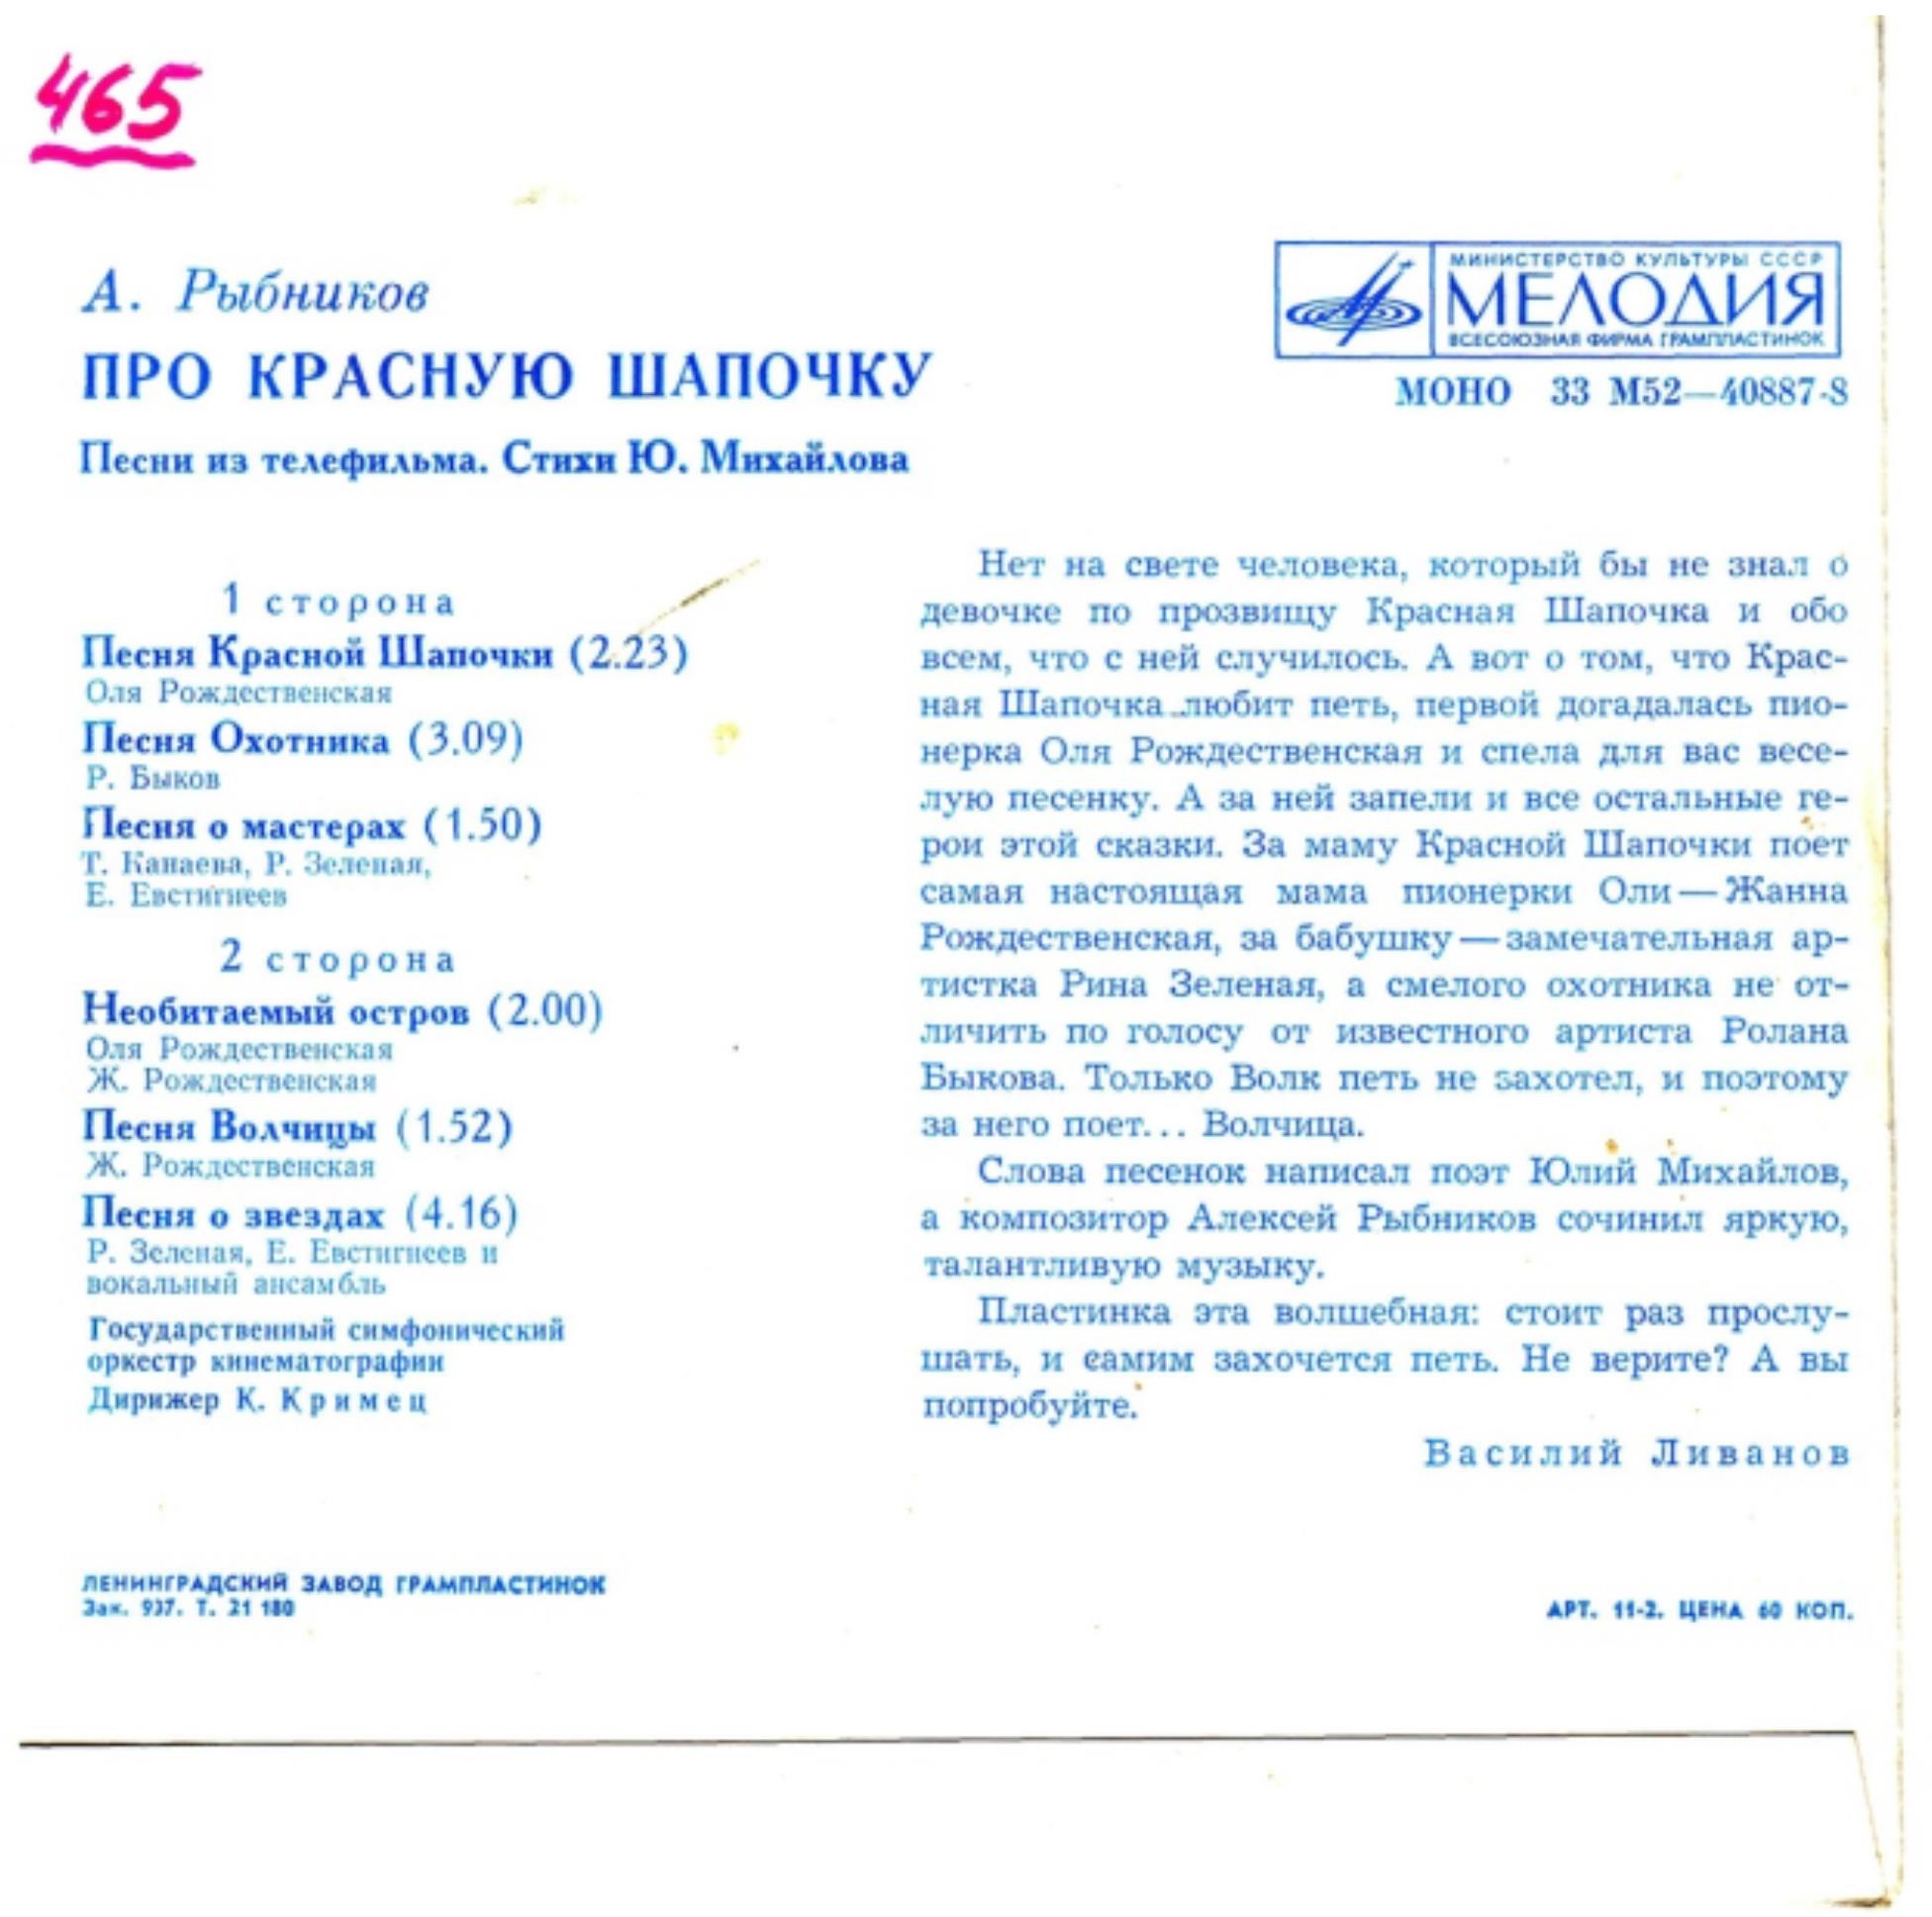 465
А. Рыбников
ПРО КРАСНУЮ ШАПОЧКУ
Песни из телефильма. Стихи Ю. Михайлова
МИНИСТЕРСТВО КУЛЬТУРЫ СССР
МЕЛОДИЯ
ВСЕСОЮЗНАЯ ФИРМА ГРАМПЛАСТИНОК
МОНО 33 М52—40887-8
1 сторона
Песня Красной Шапочки (2.23)
Оля Рождественская
Песня Охотника (3.09)
Р. Быков
Песня о мастерах (1.50)
Т. Канаева, Р. Зеленая,
Е. Евстигнеев
2 сторона
Необитаемый остров (2.00)
Оля Рождественская
Ж. Рождественская
Песня Волчицы (1.52)
Ж. Рождественская
Песня о звездах (4.16)
Р. Зеленая, Е. Евстигнеев и
вокальный ансамбль
Государственный симфонический
оркестр кинематографии
Дирижер К. Кримец
Нет на свете человека, который бы не знал о
девочке по прозвищу Красная Шапочка и обо
всем, что с ней случилось. А вот о том, что Крас-
ная Шапочка любит петь, первой догадалась пио-
нерка Оля Рождественская и спела для вас весе-
лую песенку. А за ней запели и все остальные ге-
рои этой сказки. За маму Красной Шапочки поет
самая настоящая мама пионерки Оли — Жанна
Рождественская, за бабушку — замечательная ар-
тистка Рина Зеленая, а смелого охотника не от-
личить по голосу от известного артиста Ролана
Быкова. Только Волк петь не захотел, и поэтому
за него поет... Волчица.
Слова песенок написал поэт Юлий Михайлов,
а композитор Алексей Рыбников сочинил яркую,
талантливую музыку.
Пластинка эта волшебная: стоит раз прослу-
шать, и самим захочется петь. Не верите? А вы
попробуйте.
Василий Ливанов
ЛЕНИНГРАДСКИЙ ЗАВОД ГРАМПЛАСТИНОК
Зак. 937. Т. 21 180
АРТ. 11-2. ЦЕНА 60 КОП.